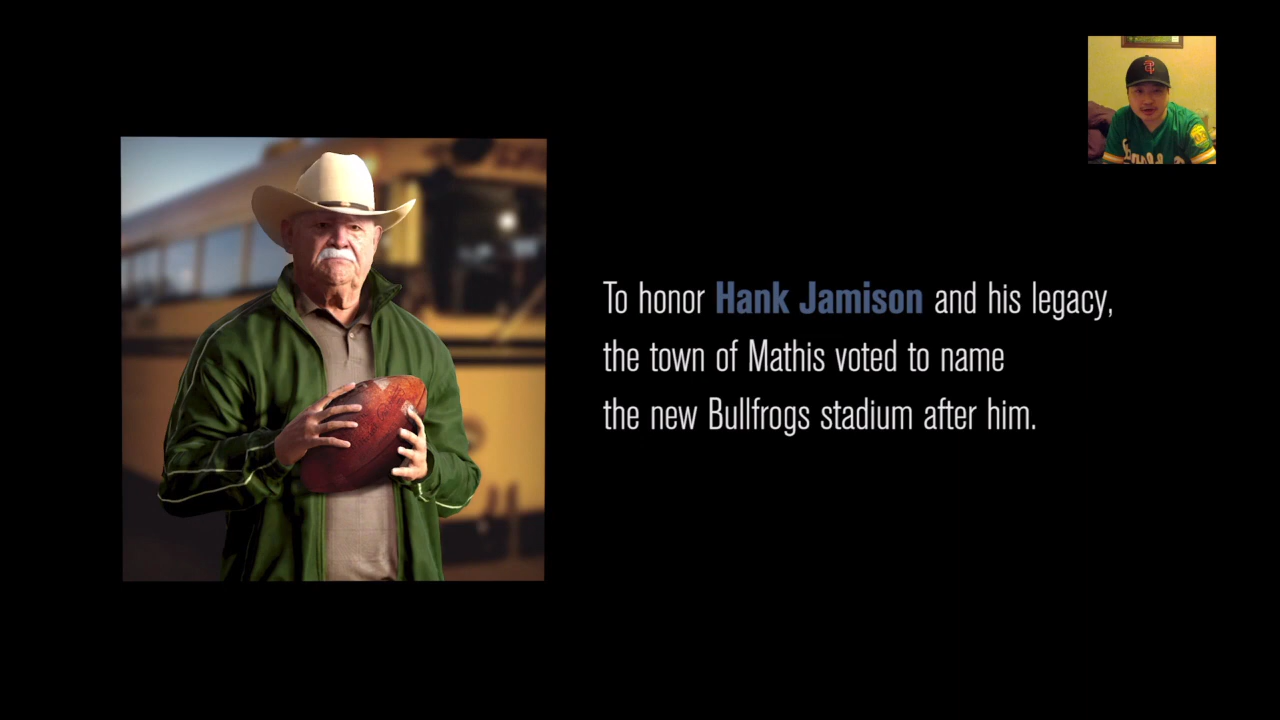 To honor Hank Jamison and his legacy,
the town of Mathis voted to name
the new Bullfrogs stadium after him.